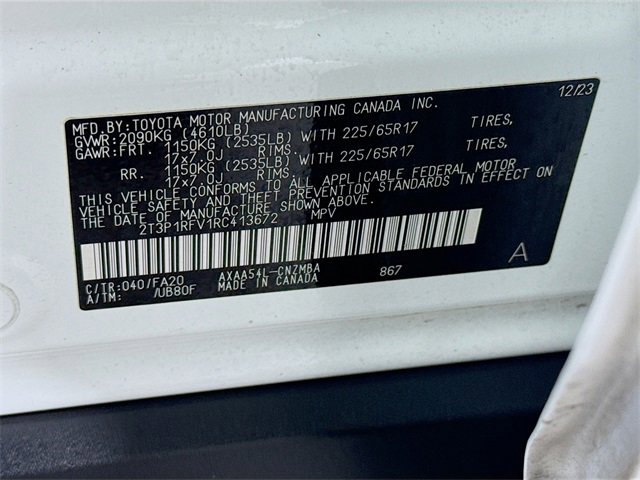 MFD.BY:TOYOTA MOTOR MANUFACTURING CANADA INC. 12/23
GVWR:2090KG (4610LB)
GAWR:FRT. 1150KG (2535LB) WITH 225/65R17 TIRES,
17x7.0J RIMS
RR. 1150KG (2535LB) WITH 225/65R17 TIRES,
17x7.0J RIMS.
THIS VEHICLE CONFORMS TO ALL APPLICABLE FEDERAL MOTOR
VEHICLE SAFETY AND THEFT PREVENTION STANDARDS IN EFFECT ON
THE DATE OF MANUFACTURE SHOWN ABOVE.
2T3P1RFV1RC413672 MPV
A
C/TR:040/FA20 AXAA54L-CNZMBA 867
A/TM: /UB80F MADE IN CANADA